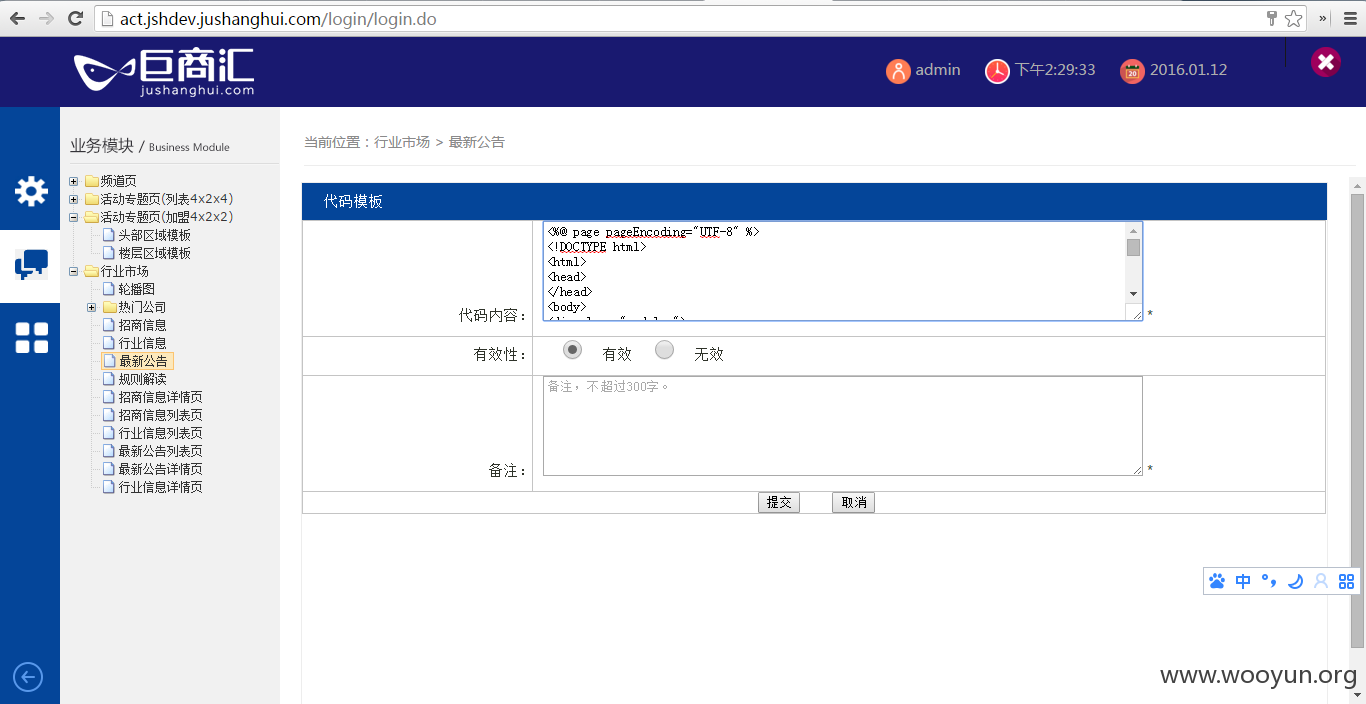 act.jshdev.jushanghui.com/login/login.do
巨商汇
jushanghui.com
admin
下午2:29:33
20
2016.01.12
业务模块 / Business Module
频道页
活动专题页(列表4x2x4)
活动专题页(加盟4x2x2)
头部区域模板
楼层区域模板
行业市场
轮播图
热门公司
招商信息
行业信息
最新公告
规则解读
招商信息详情页
招商信息列表页
行业信息列表页
最新公告列表页
最新公告详情页
行业信息详情页
当前位置：行业市场 > 最新公告
代码模板
代码内容：
<%@ page pageEncoding="UTF-8" %>
<!DOCTYPE html>
<html>
<head>
</head>
<body>
*
有效性： 有效 无效
备注：
备注，不超过300字。
*
提交 取消
中
www.wooyun.org